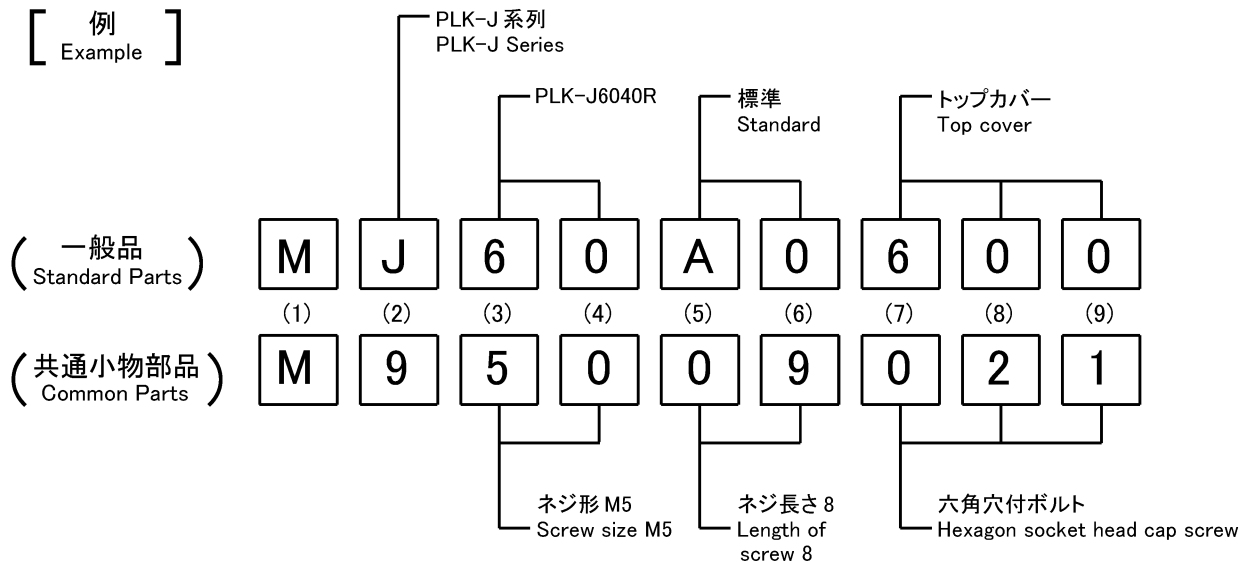 例
Example
PLK-J 系列
PLK-J Series
PLK-J6040R
標準
Standard
トップカバー
Top cover
一般品
Standard Parts
M J 6 0 A 0 6 0 0
(1) (2) (3) (4) (5) (6) (7) (8) (9)
共通小物部品
Common Parts
M 9 5 0 0 9 0 2 1
ネジ形 M5
Screw size M5
ネジ長さ 8
Length of
screw 8
六角穴付ボルト
Hexagon socket head cap screw